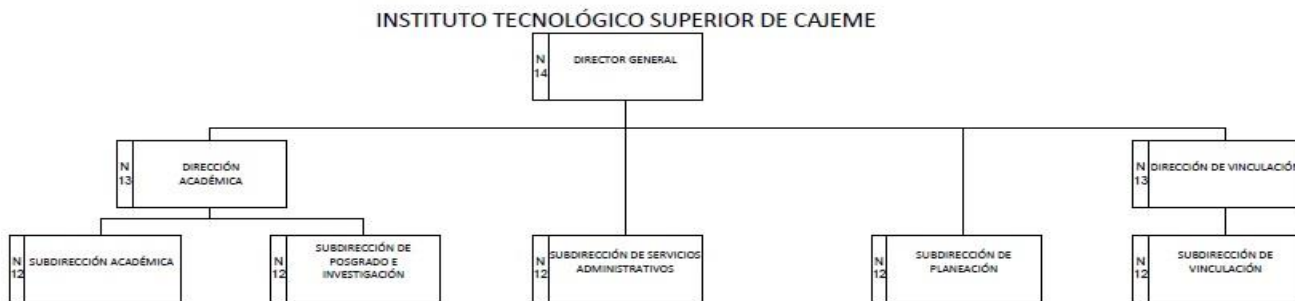 INSTITUTO TECNOLÓGICO SUPERIOR DE CAJEME
N
14
DIRECTOR GENERAL
N
13
DIRECCIÓN
ACADÉMICA
N
13
DIRECCIÓN DE VINCULACIÓN
N
12
SUBDIRECCIÓN ACADÉMICA
N
12
SUBDIRECCIÓN DE
POSGRADO E
INVESTIGACIÓN
N
12
SUBDIRECCIÓN DE SERVICIOS
ADMINISTRATIVOS
N
12
SUBDIRECCIÓN DE
PLANEACIÓN
N
12
SUBDIRECCIÓN DE
VINCULACIÓN